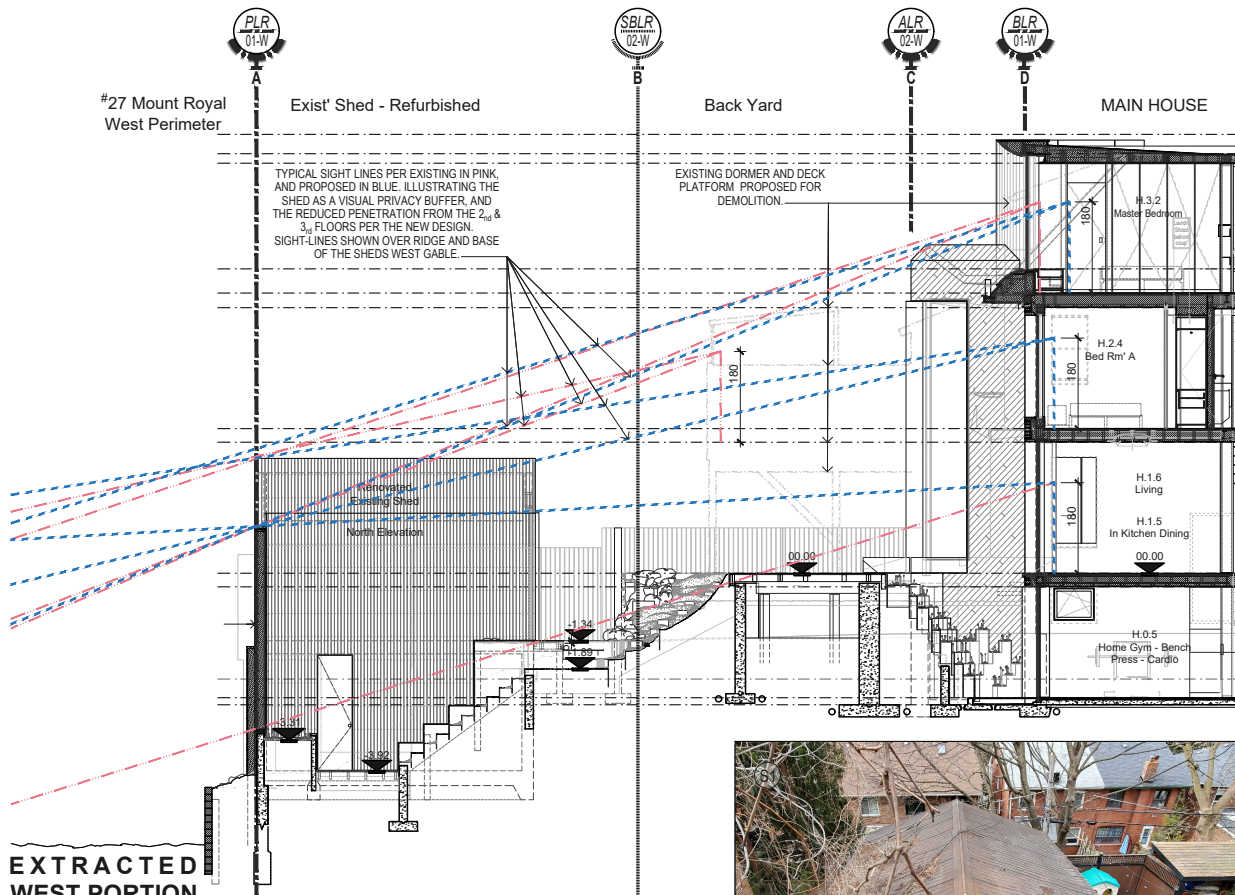 PLR
01-W
A
SBLR
02-W
B
ALR
02-W
C
BLR
01-W
D
#27 Mount Royal
West Perimeter
Exist' Shed - Refurbished
Back Yard
MAIN HOUSE
TYPICAL SIGHT LINES PER EXISTING IN PINK,
AND PROPOSED IN BLUE. ILLUSTRATING THE
SHED AS A VISUAL PRIVACY BUFFER, AND
THE REDUCED PENETRATION FROM THE 2nd &
3rd FLOORS PER THE NEW DESIGN.
SIGHT-LINES SHOWN OVER RIDGE AND BASE
OF THE SHEDS WEST GABLE.
EXISTING DORMER AND DECK
PLATFORM PROPOSED FOR
DEMOLITION.
H.3.2
Master Bedroom
180
H.2.4
Bed Rm' A
180
180
Renovated
Existing Shed
North Elevation
H.1.6
Living
H.1.5
In Kitchen Dining
180
00.00
00.00
-1.34
-1.89
H.0.5
Home Gym - Bench
Press - Cardio
-3.31
-3.92
S1
EXTRACTED
WEST PORTION